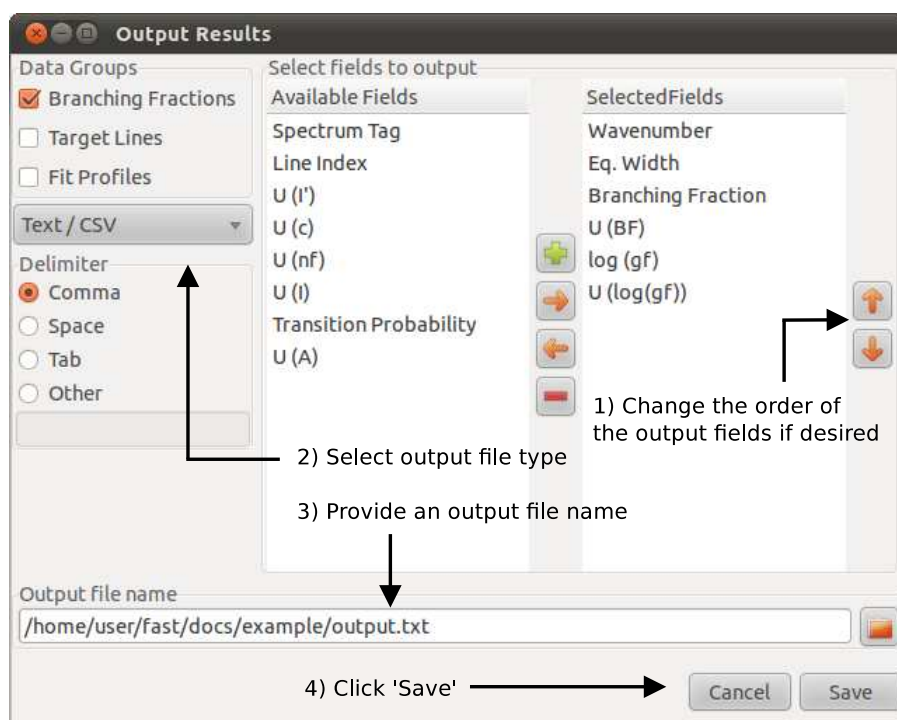 Output Results
Data Groups
Branching Fractions
Target Lines
Fit Profiles
Text / CSV
Delimiter
Comma
Space
Tab
Other
Select fields to output
Available Fields
Spectrum Tag
Line Index
U (I')
U (c)
U (nf)
U (I)
Transition Probability
U (A)
SelectedFields
Wavenumber
Eq. Width
Branching Fraction
U (BF)
log (gf)
U (log(gf))
1) Change the order of
the output fields if desired
2) Select output file type
3) Provide an output file name
Output file name
/home/user/fast/docs/example/output.txt
4) Click 'Save'
Cancel
Save